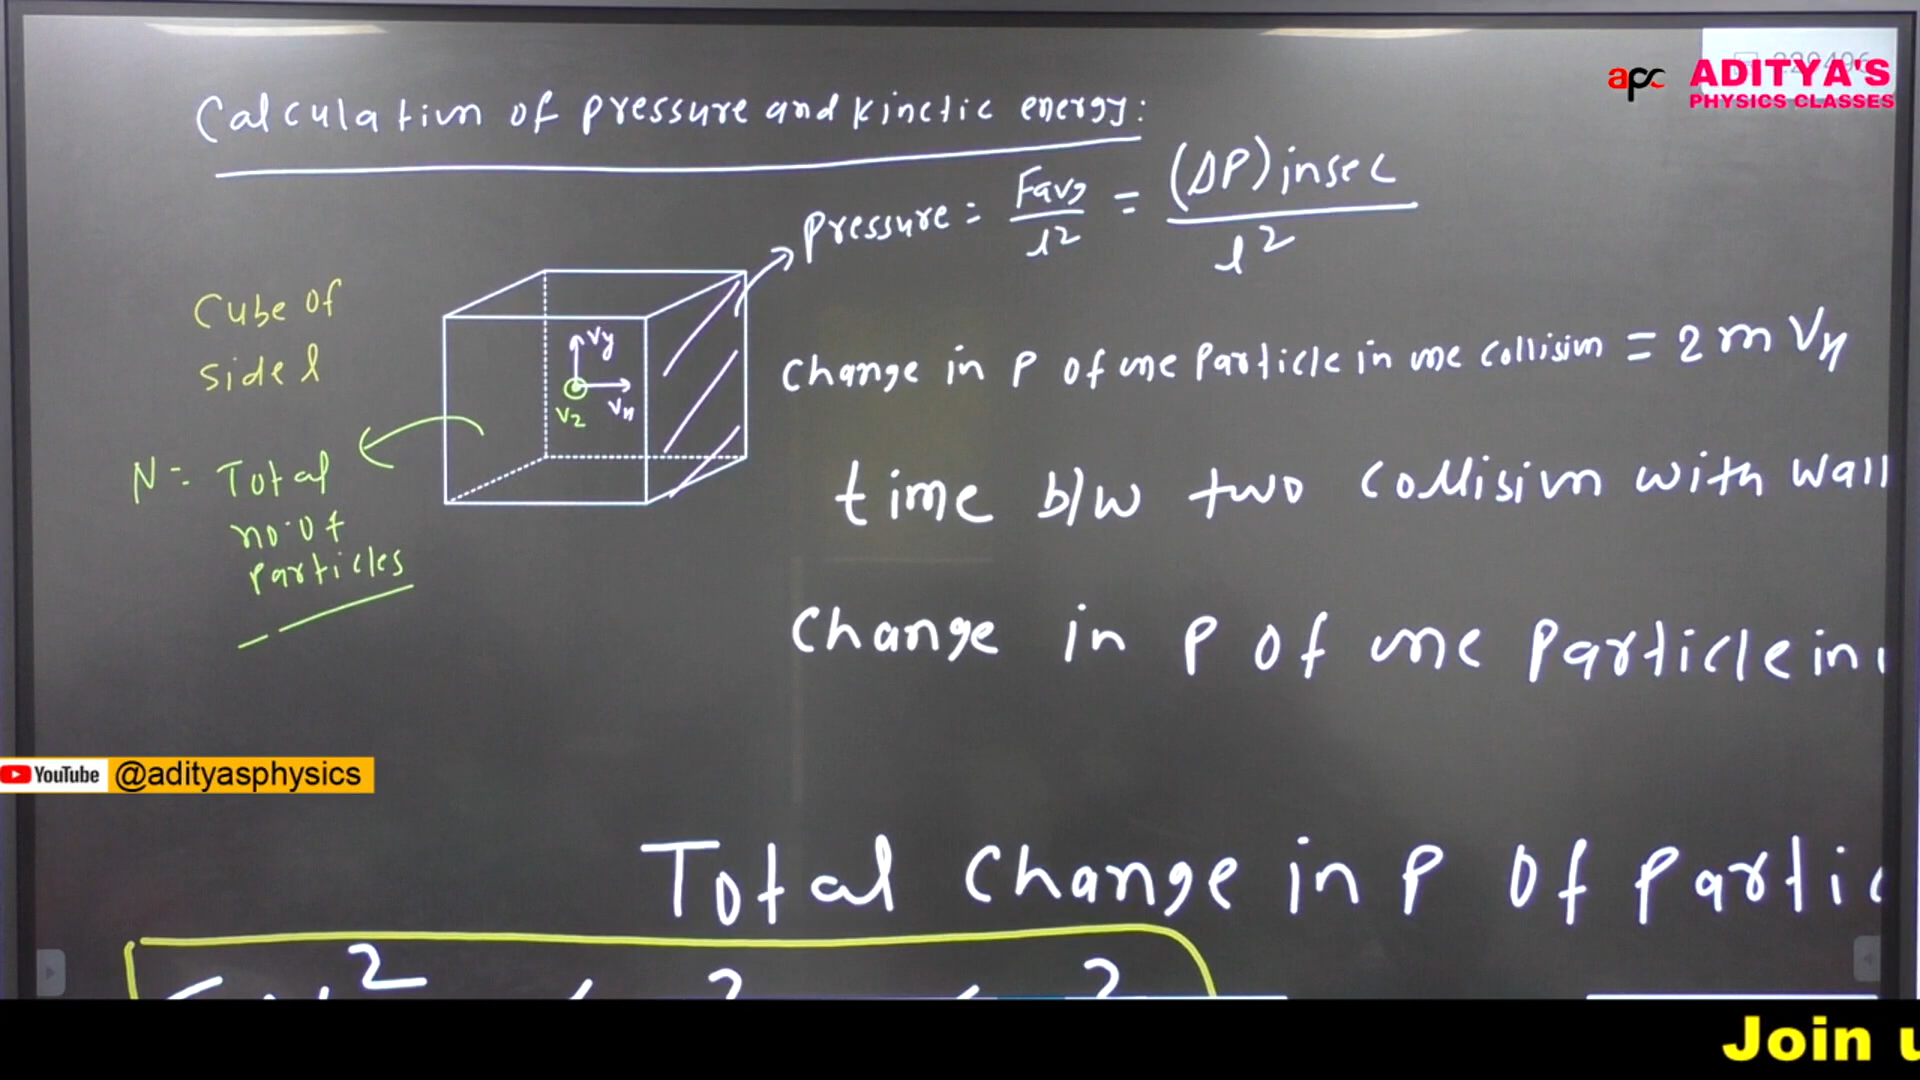 ADITYA'S
apc
PHYSICS CLASSES
Calculation of pressure and kinetic energy:
Pressure = Favg / l² = (ΔP) in sec / l²
Cube of
side l
Vy
Vx
Vz
Change in P of one Particle in one collision = 2mVx
N = Total
no. of
particles
time b/w two collision with wall
Change in P of one Particle in
YouTube @adityasphysics
Total Change in P of Partic
Join u